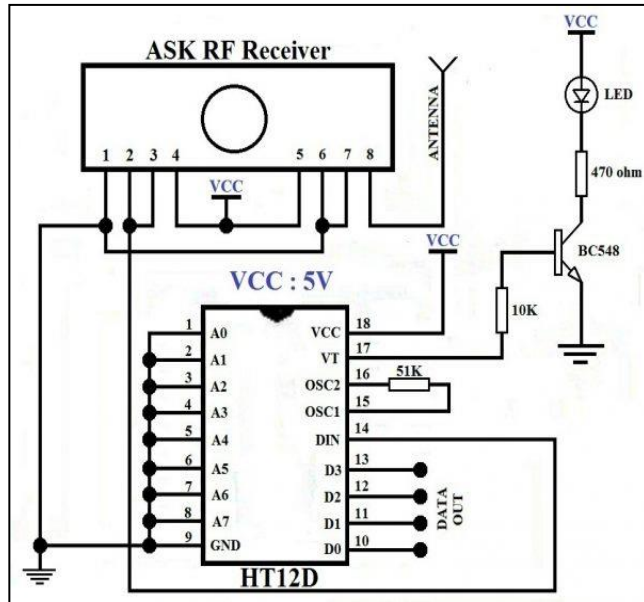 ASK RF Receiver
VCC
LED
470 ohm
BC548
ANTENNA
1 2 3 4 5 6 7 8
VCC
VCC
VCC : 5V
10K
1 A0 VCC 18
2 A1 VT 17
3 A2 OSC2 16 51K
4 A3 OSC1 15
5 A4 DIN 14
6 A5 D3 13
7 A6 D2 12
8 A7 D1 11
9 GND D0 10
DATA OUT
HT12D